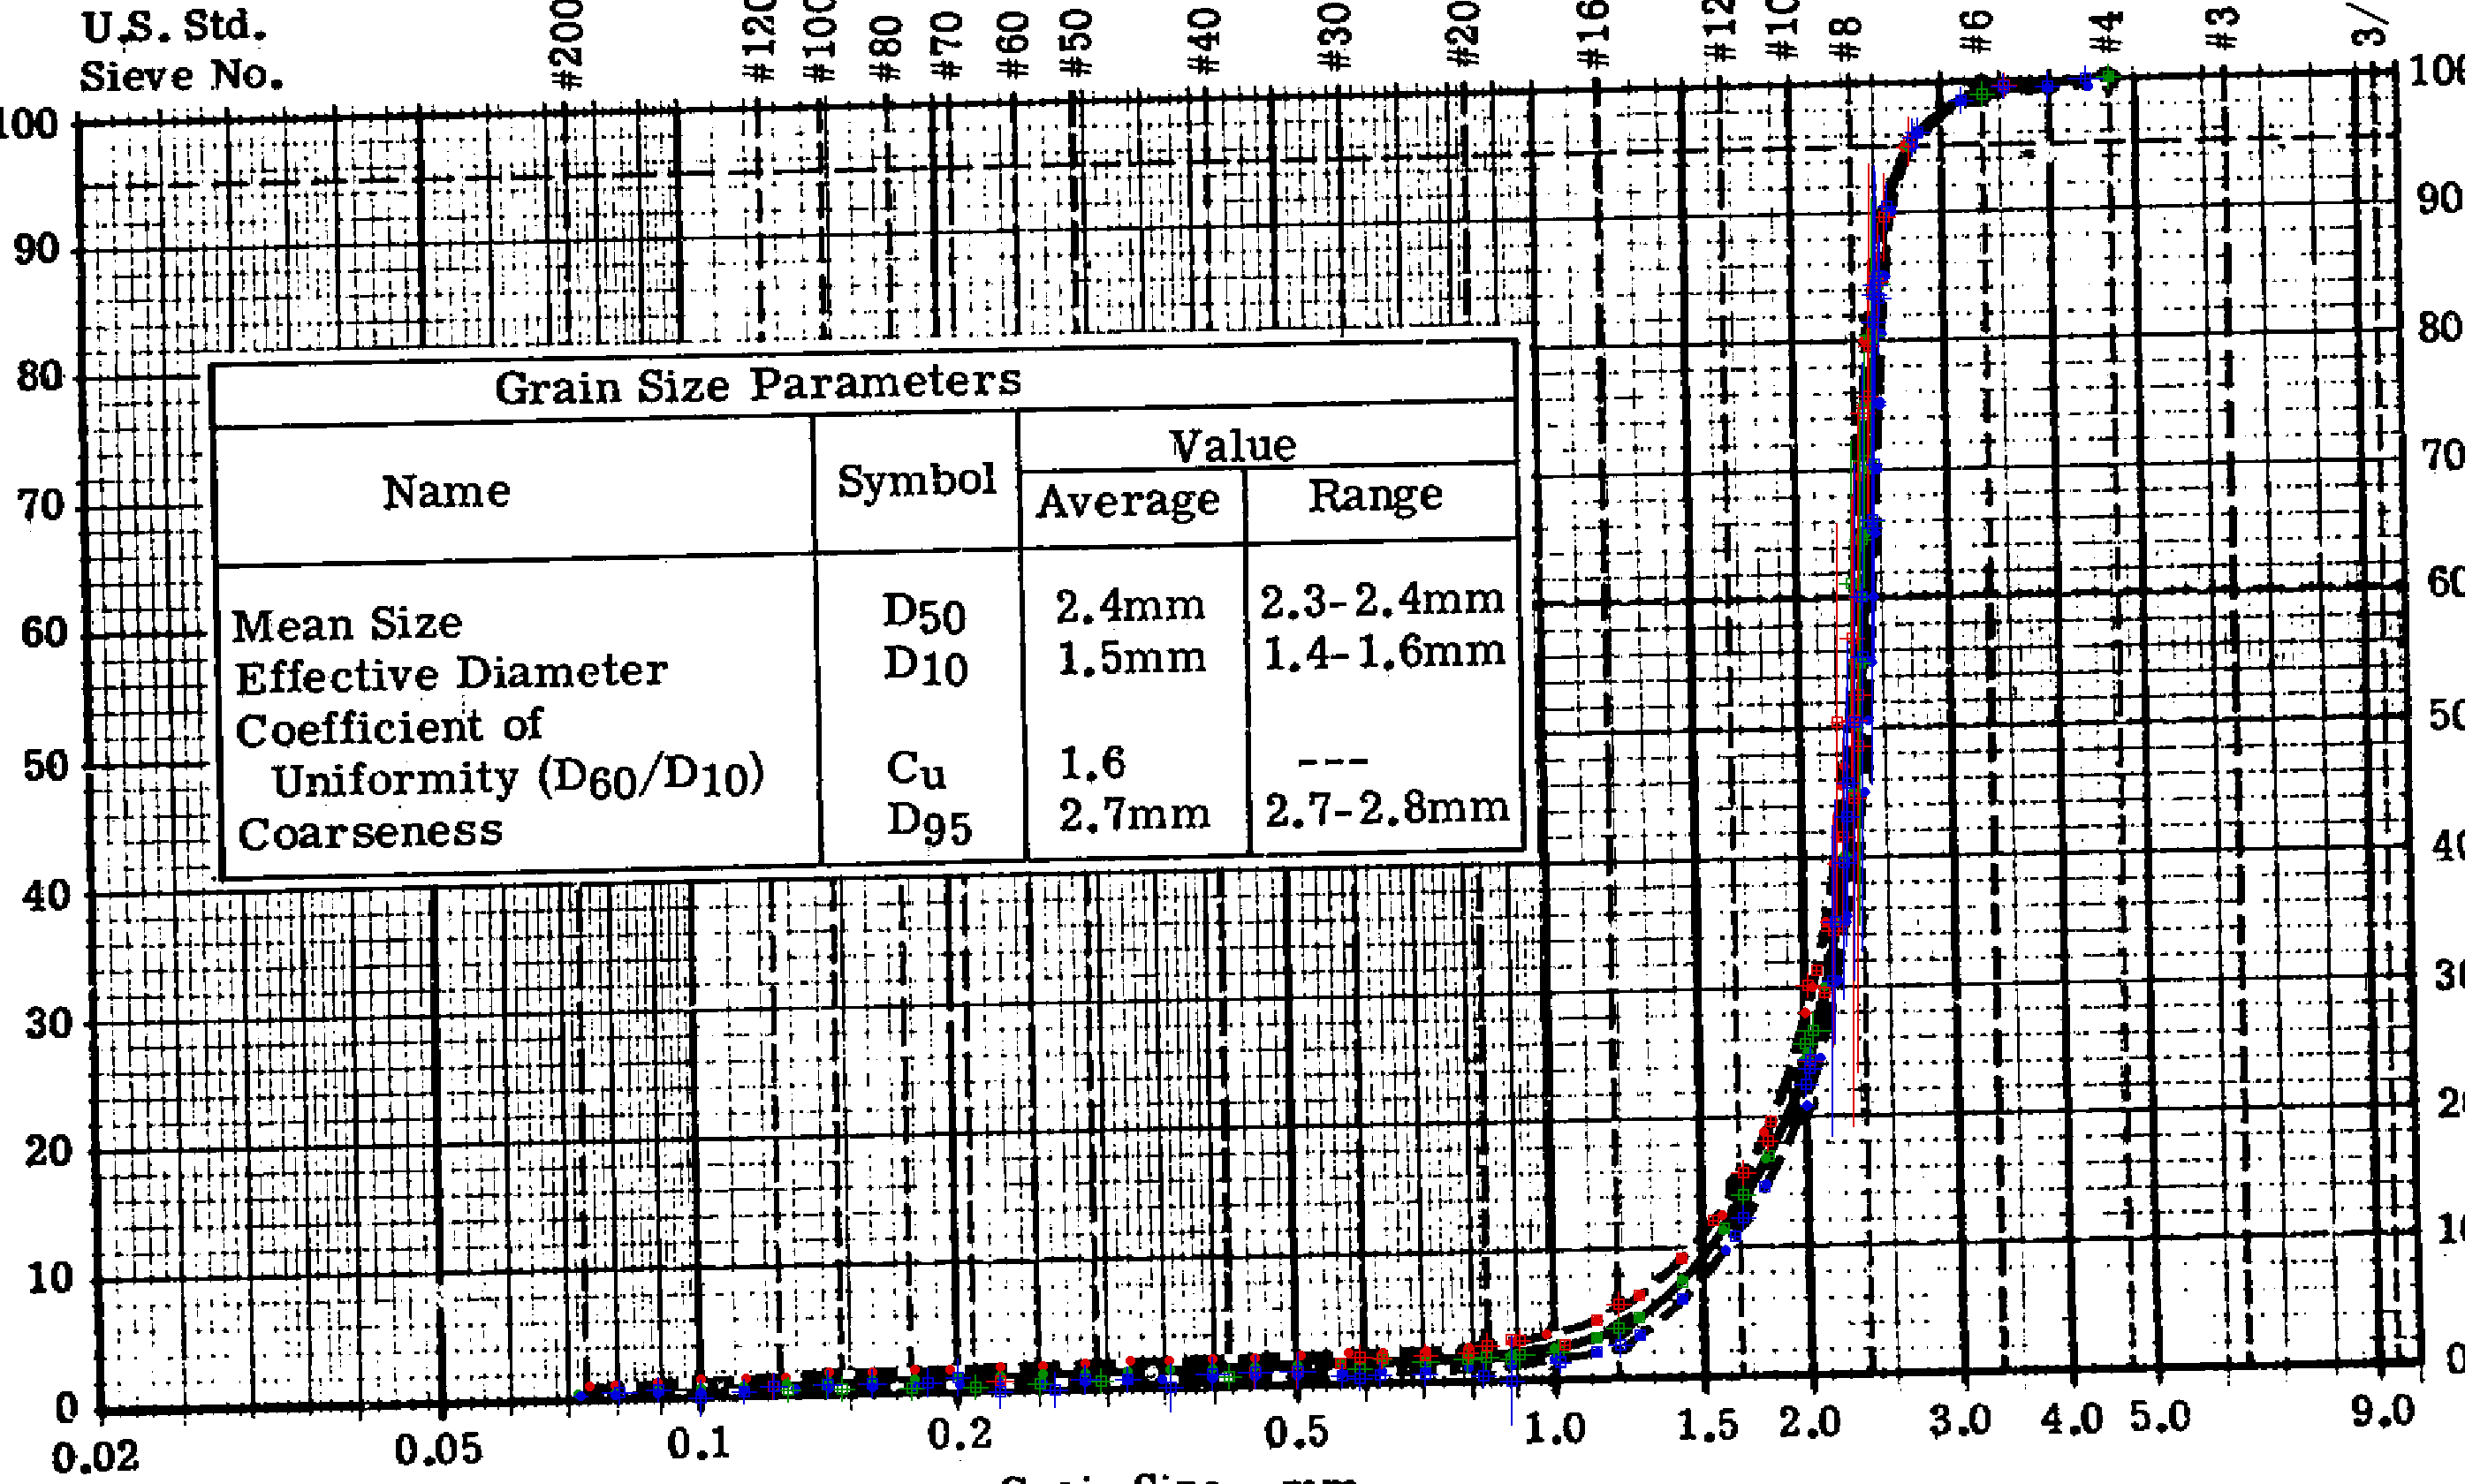 U.S. Std.
Sieve No.
#200 #120 #100 #80 #70 #60 #50 #40 #30 #20 #16 #12 #10 #8 #6 #4 #3 3/
100 90 80 70 60 50 40 30 20 10 0
Grain Size Parameters
Name Symbol Value
Average Range
Mean Size D50 2.4mm 2.3-2.4mm
Effective Diameter D10 1.5mm 1.4-1.6mm
Coefficient of
Uniformity (D60/D10) Cu 1.6 ---
Coarseness D95 2.7mm 2.7-2.8mm
90 80 70 60
0.02 0.05 0.1 0.2 0.5 1.0 1.5 2.0 3.0 4.0 5.0 9.0